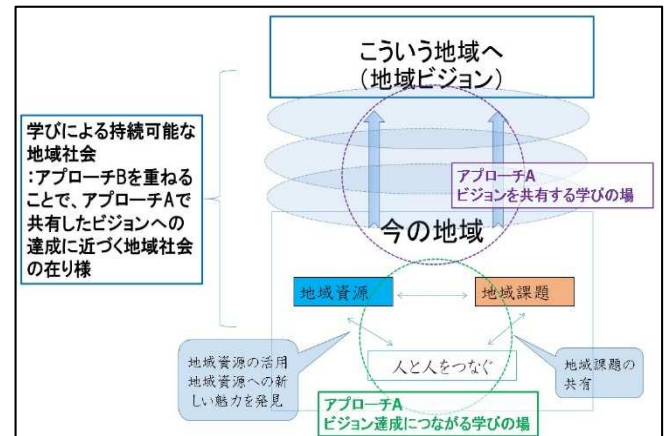 こういう地域へ
(地域ビジョン)
学びによる持続可能な
地域社会
:アプローチBを重ねる
ことで、アプローチAで
共有したビジョンへの
達成に近づく地域社会
の在り様
アプローチA
ビジョンを共有する学びの場
今の地域
地域資源
地域課題
地域資源の活用
地域資源への新
しい魅力を発見
人と人をつなぐ
地域課題の
共有
アプローチA
ビジョン達成につながる学びの場